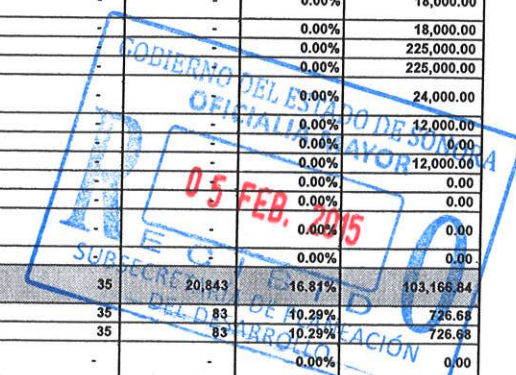 - - 0.00% 18,000.00
- - 0.00% 18,000.00
- - 0.00% 225,000.00
- - 0.00% 225,000.00
- - 0.00% 24,000.00
- - 0.00% 12,000.00
- - 0.00% 0.00
- - 0.00% 12,000.00
- - 0.00% 0.00
- - 0.00% 0.00
- - 0.00% 0.00
- - 0.00% 0.00
35 20,843 16.81% 103,166.84
35 83 10.29% 726.68
35 83 10.29% 726.68
- - 0.00% 0.00
GOBIERNO DEL ESTADO DE SONORA
OFICIALIA MAYOR
05 FEB. 2015
R E C I B I D O
SUBSECRETARIA DE PLANEACIÓN
DEL DESARROLLO